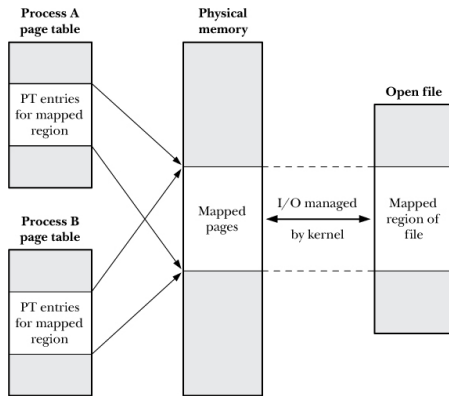 Process A
page table
PT entries
for mapped
region
Process B
page table
PT entries
for mapped
region
Physical
memory
Mapped
pages
I/O managed
by kernel
Open file
Mapped
region of
file